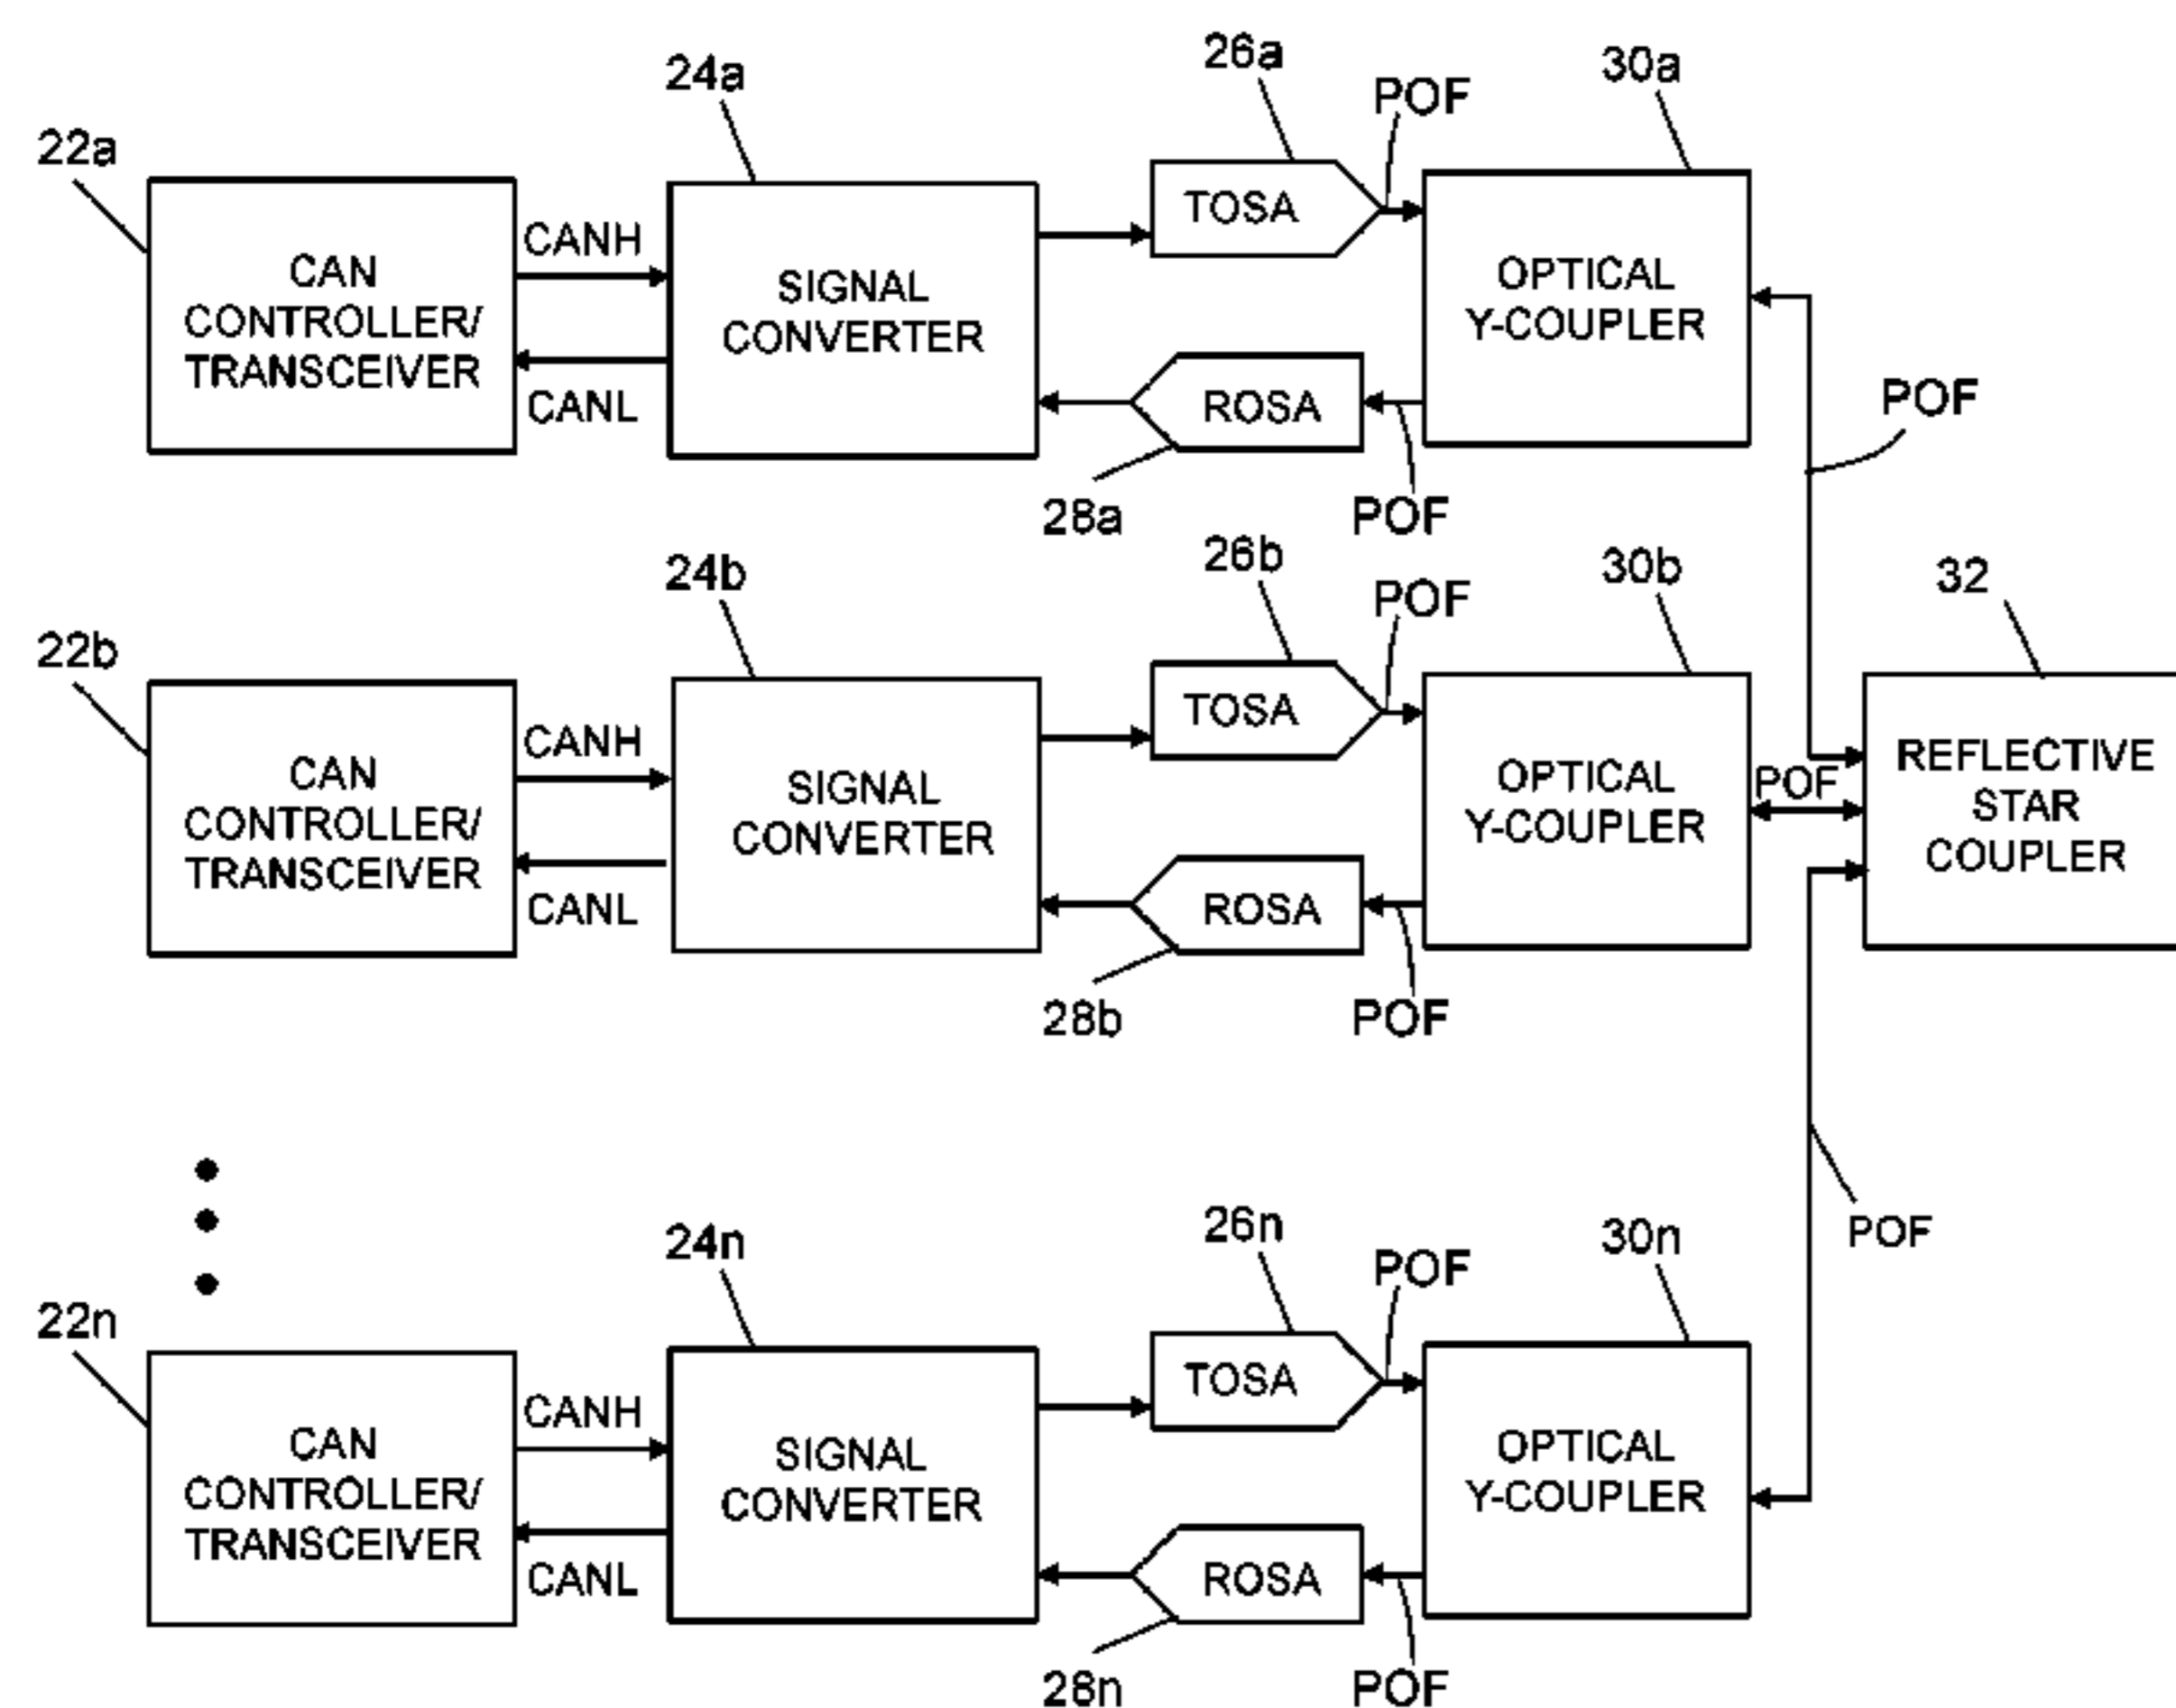 26a
30a
24a
POF
22a
TOSA
CANH
CAN
CONTROLLER/
TRANSCEIVER
SIGNAL
CONVERTER
OPTICAL
Y-COUPLER
CANL
ROSA
POF
28a
POF
26b
30b
24b
32
POF
22b
TOSA
CANH
CAN
CONTROLLER/
TRANSCEIVER
SIGNAL
CONVERTER
OPTICAL
Y-COUPLER
POF
REFLECTIVE
STAR
COUPLER
CANL
ROSA
28b
POF
26n
30n
24n
POF
POF
22n
TOSA
CANH
CAN
CONTROLLER/
TRANSCEIVER
SIGNAL
CONVERTER
OPTICAL
Y-COUPLER
CANL
ROSA
28n
POF